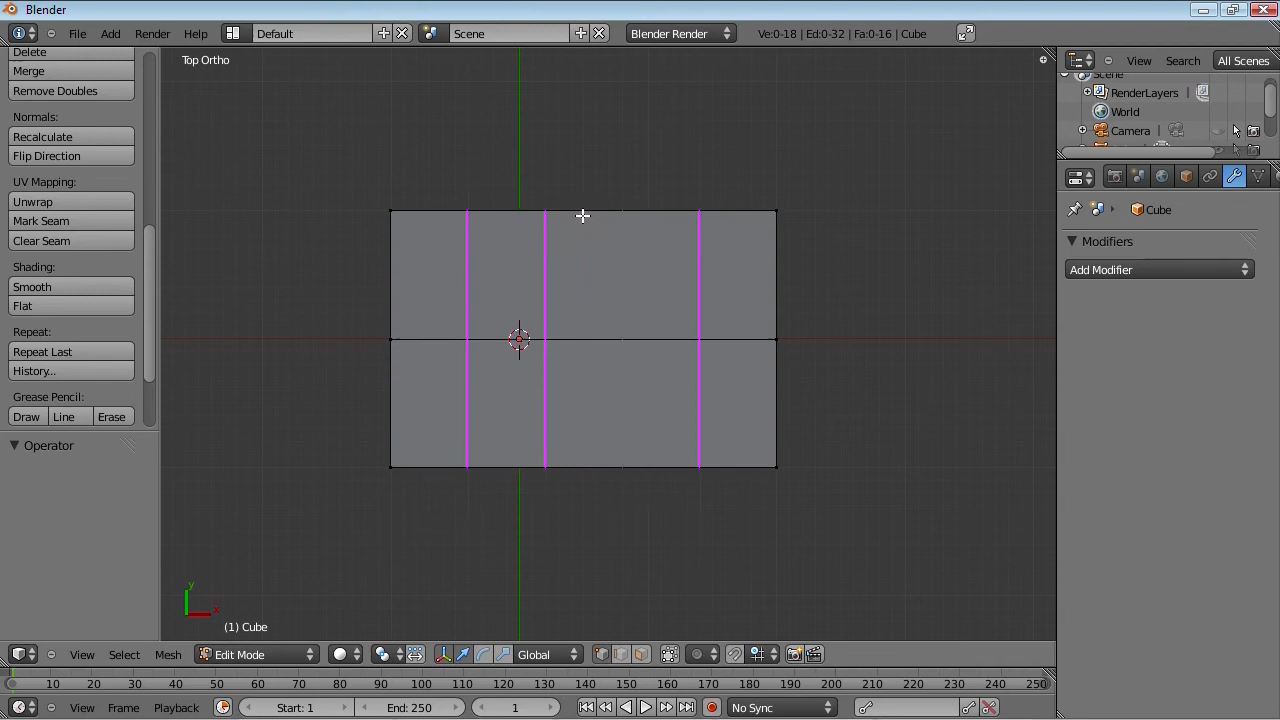 Blender
File Add Render Help Default Scene Blender Render Ve:0-18 | Ed:0-32 | Fa:0-16 | Cube
Delete
Merge
Remove Doubles
Normals:
Recalculate
Flip Direction
UV Mapping:
Unwrap
Mark Seam
Clear Seam
Shading:
Smooth
Flat
Repeat:
Repeat Last
History...
Grease Pencil:
Draw Line Erase
Operator
Top Ortho
y
x
(1) Cube
View Search All Scenes
Scene
RenderLayers
World
Camera
Cube
Modifiers
Add Modifier
View Select Mesh Edit Mode Global
0 10 20 30 40 50 60 70 80 90 100 110 120 130 140 150 160 170 180 190 200 210 220 230 240 250
View Frame Playback Start: 1 End: 250 1 No Sync